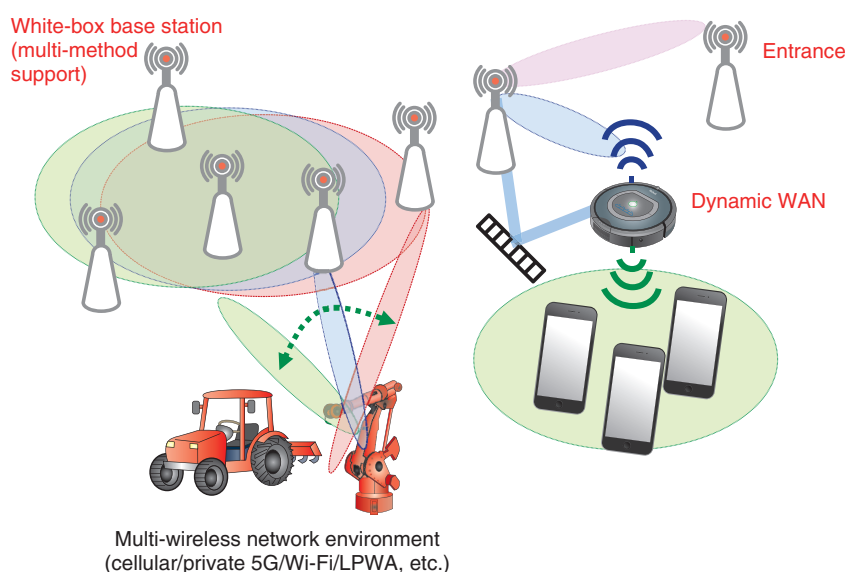 White-box base station
(multi-method
support)
Entrance
Dynamic WAN
Multi-wireless network environment
(cellular/private 5G/Wi-Fi/LPWA, etc.)